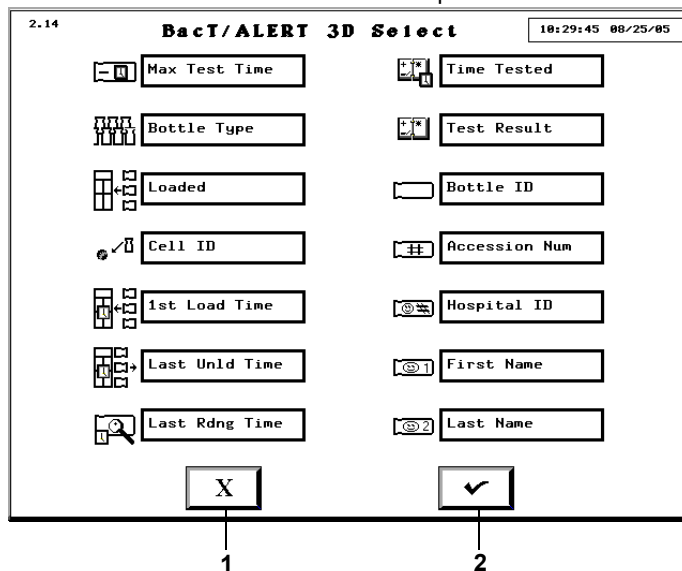 2.14
BacT/ALERT 3D Select
10:29:45 08/25/05
Max Test Time
Bottle Type
Loaded
Cell ID
1st Load Time
Last Unld Time
Last Rdng Time
Time Tested
Test Result
Bottle ID
Accession Num
Hospital ID
1 First Name
2 Last Name
X
1
2